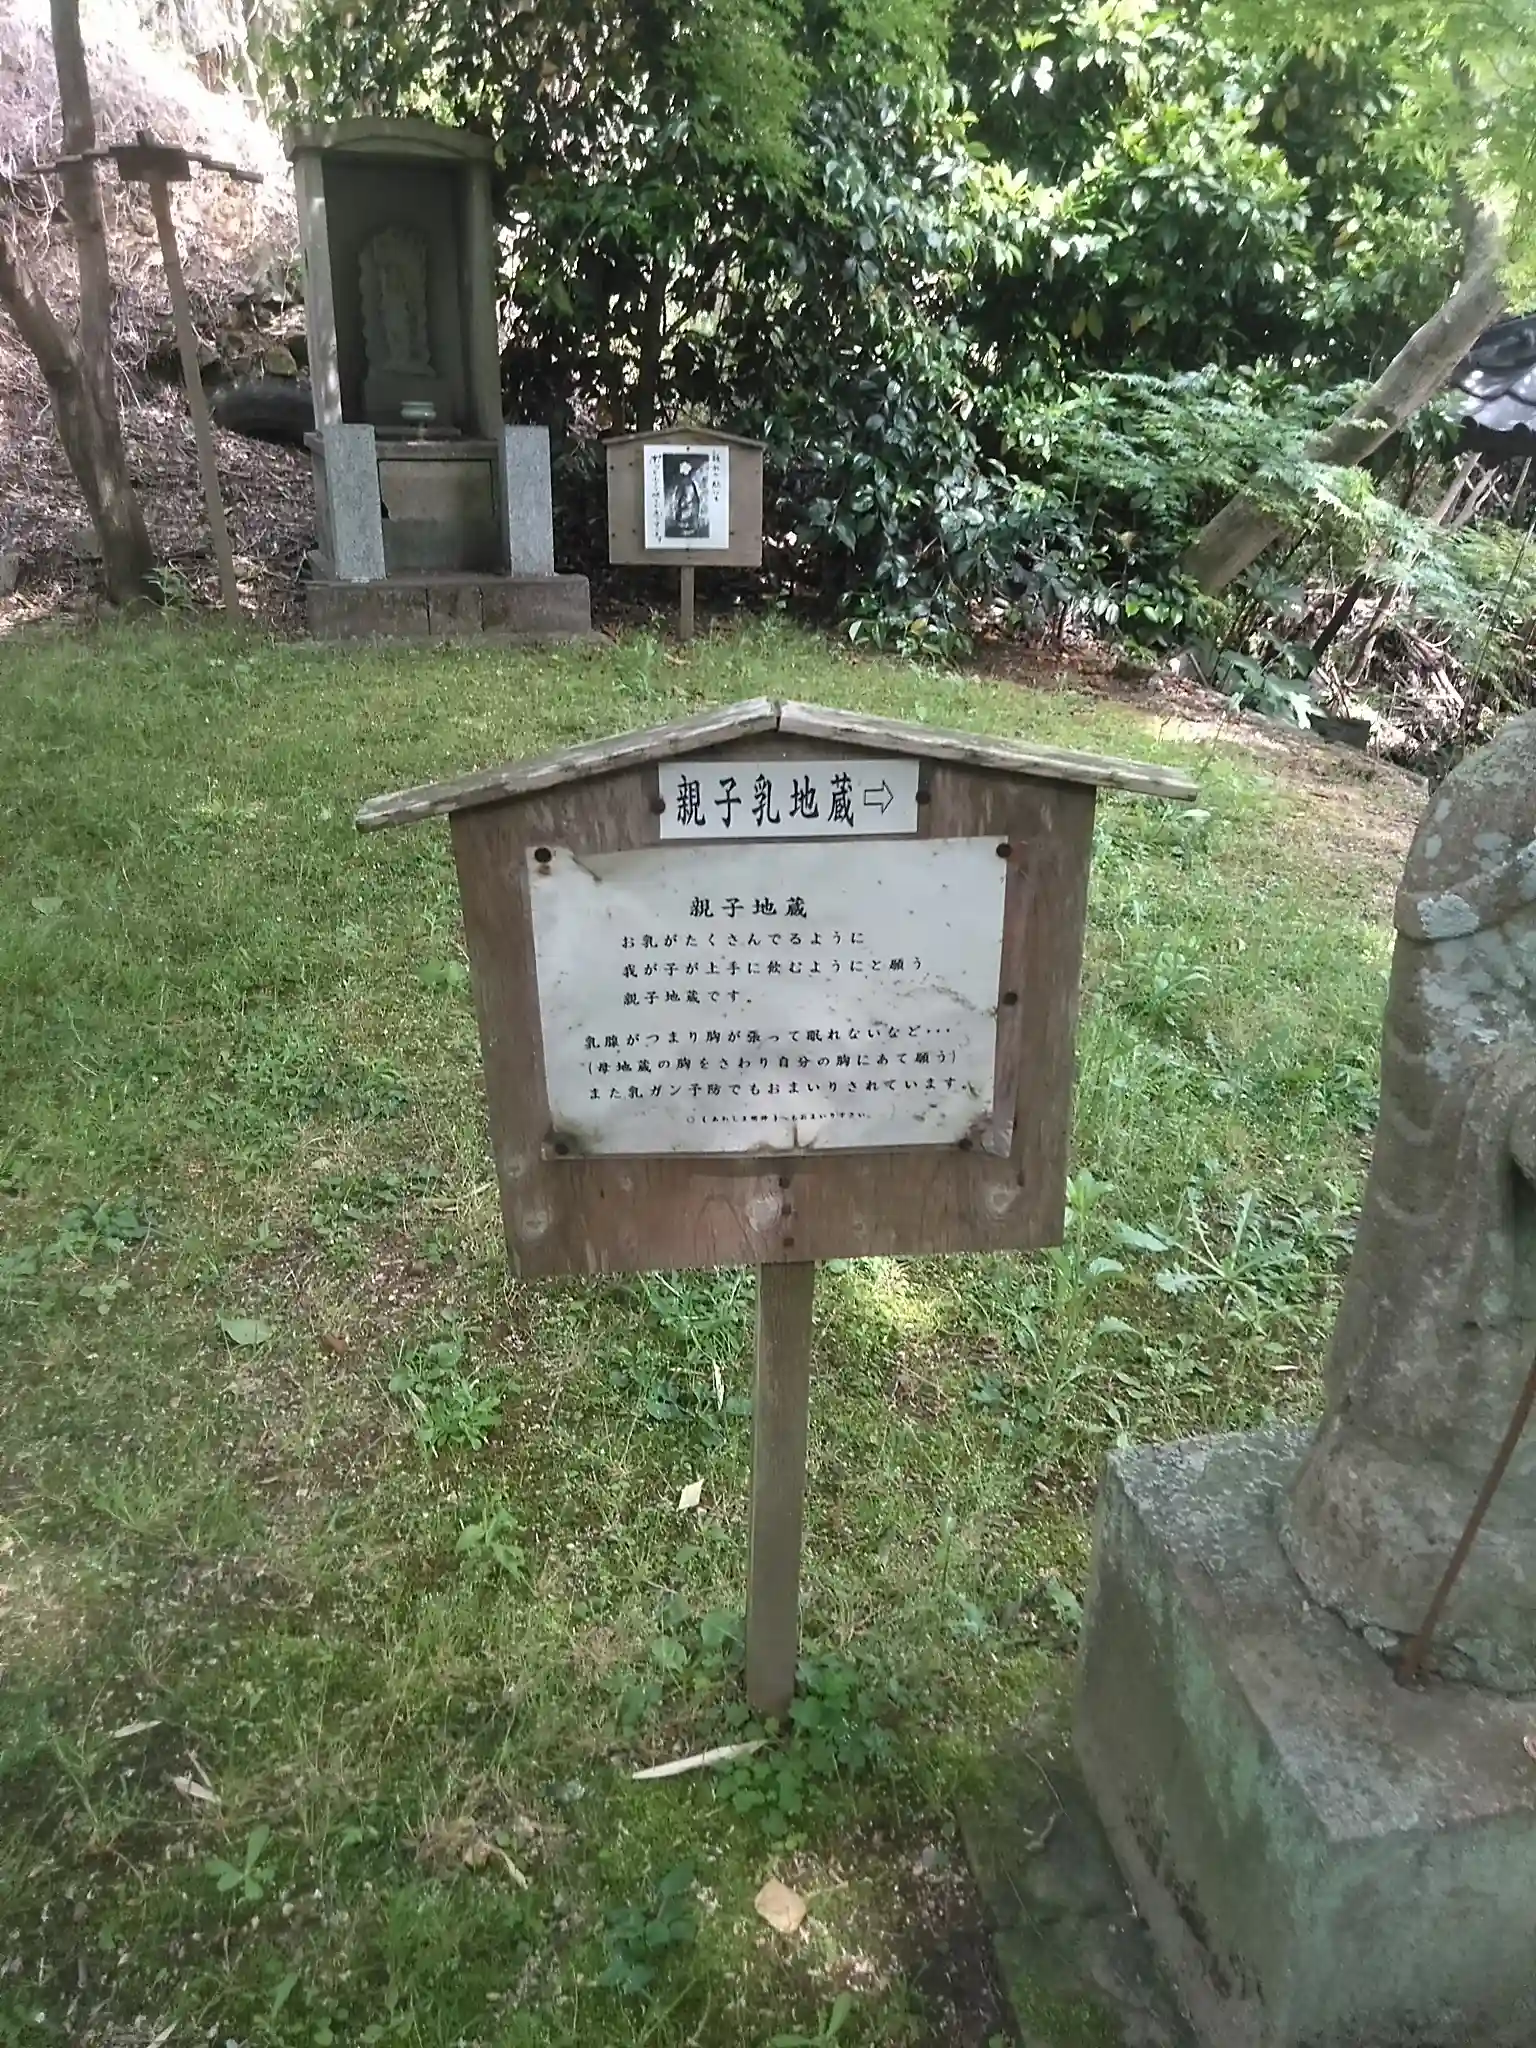 親子乳地蔵⇨
親子地蔵
お乳がたくさんでるように
我が子が上手に飲むようにと願う
親子地蔵です。
乳腺がつまり胸が張って眠れないなど・・・
(母地蔵の胸をさわり自分の胸にあて願う)
また乳ガン予防でもおまいりされています。